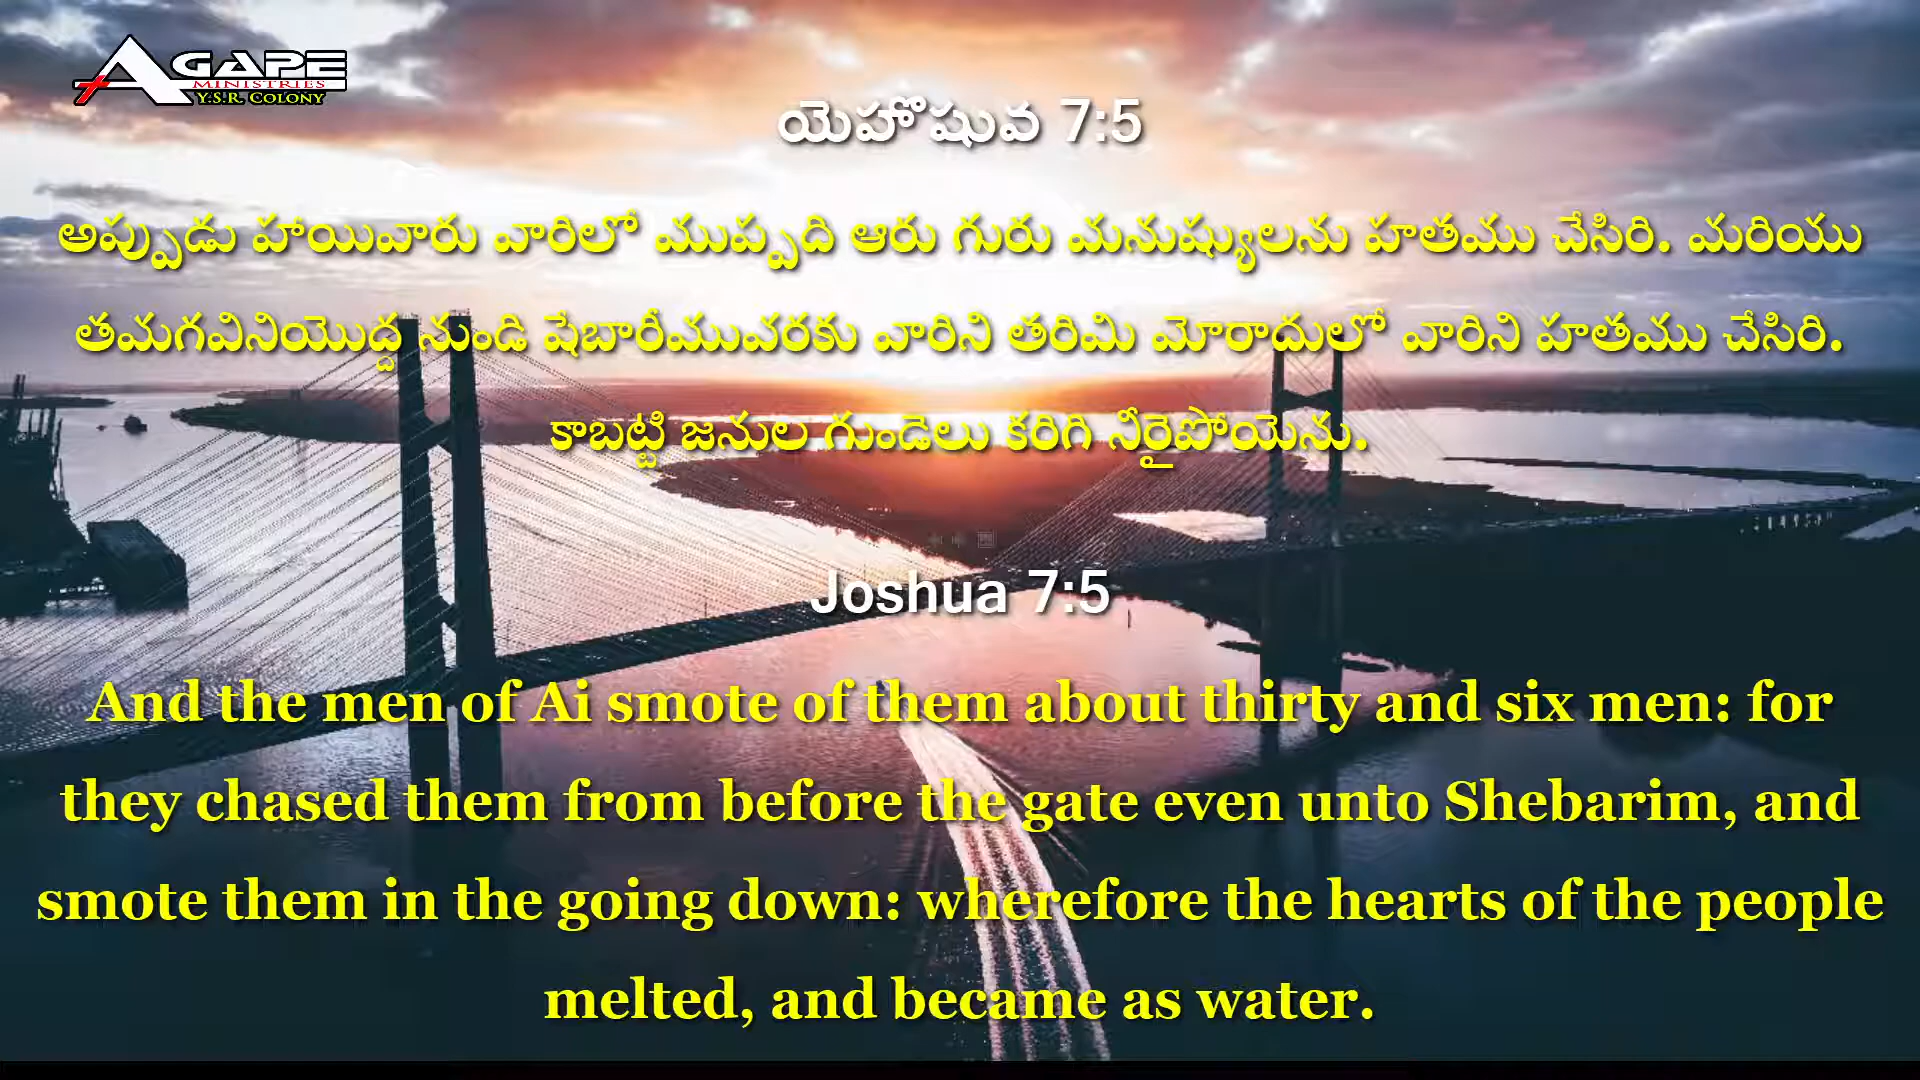 AGAPE
MINISTRIES
Y.S.R. COLONY
యెహోషువ 7:5
అప్పుడు హాయివారు వారిలో ముప్పది ఆరు గురు మనుష్యులను హతము చేసిరి. మరియు
తమగవినియొద్ద నుండి షేబారీమువరకు వారిని తరిమి మోరాదులో వారిని హతము చేసిరి.
కాబట్టి జనుల గుండెలు కరిగి నీరైపోయెను.
Joshua 7:5
And the men of Ai smote of them about thirty and six men: for
they chased them from before the gate even unto Shebarim, and
smote them in the going down: wherefore the hearts of the people
melted, and became as water.